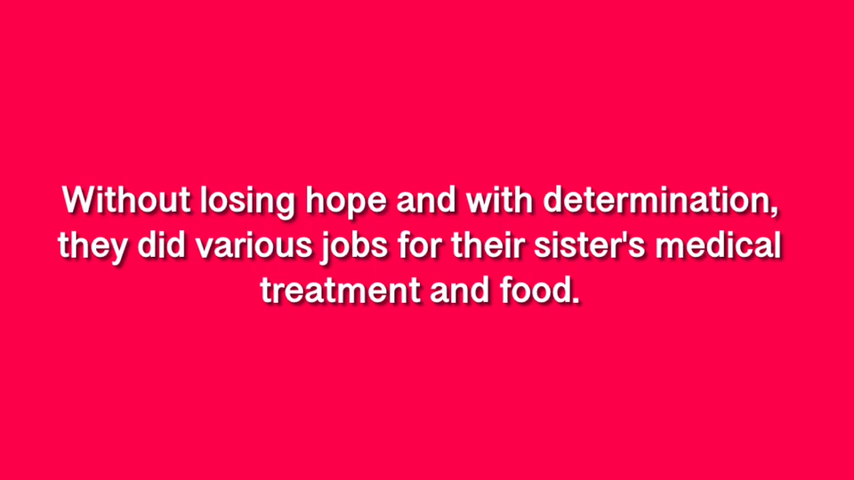 Without losing hope and with determination,
they did various jobs for their sister's medical
treatment and food.